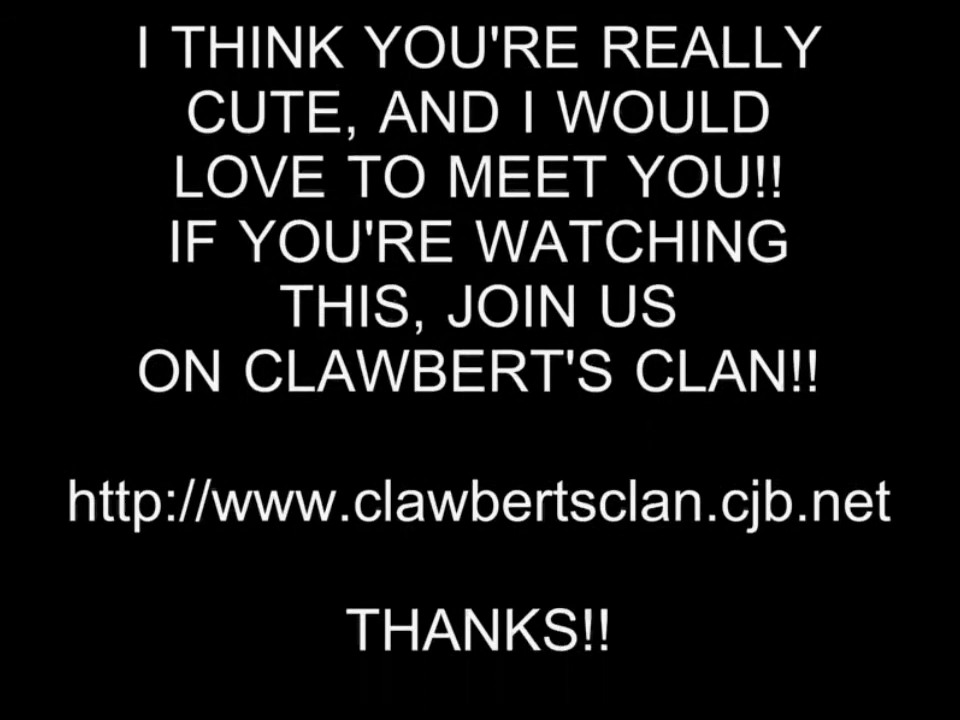 I THINK YOU'RE REALLY
CUTE, AND I WOULD
LOVE TO MEET YOU!!
IF YOU'RE WATCHING
THIS, JOIN US
ON CLAWBERT'S CLAN!!
http://www.clawbertsclan.cjb.net
THANKS!!